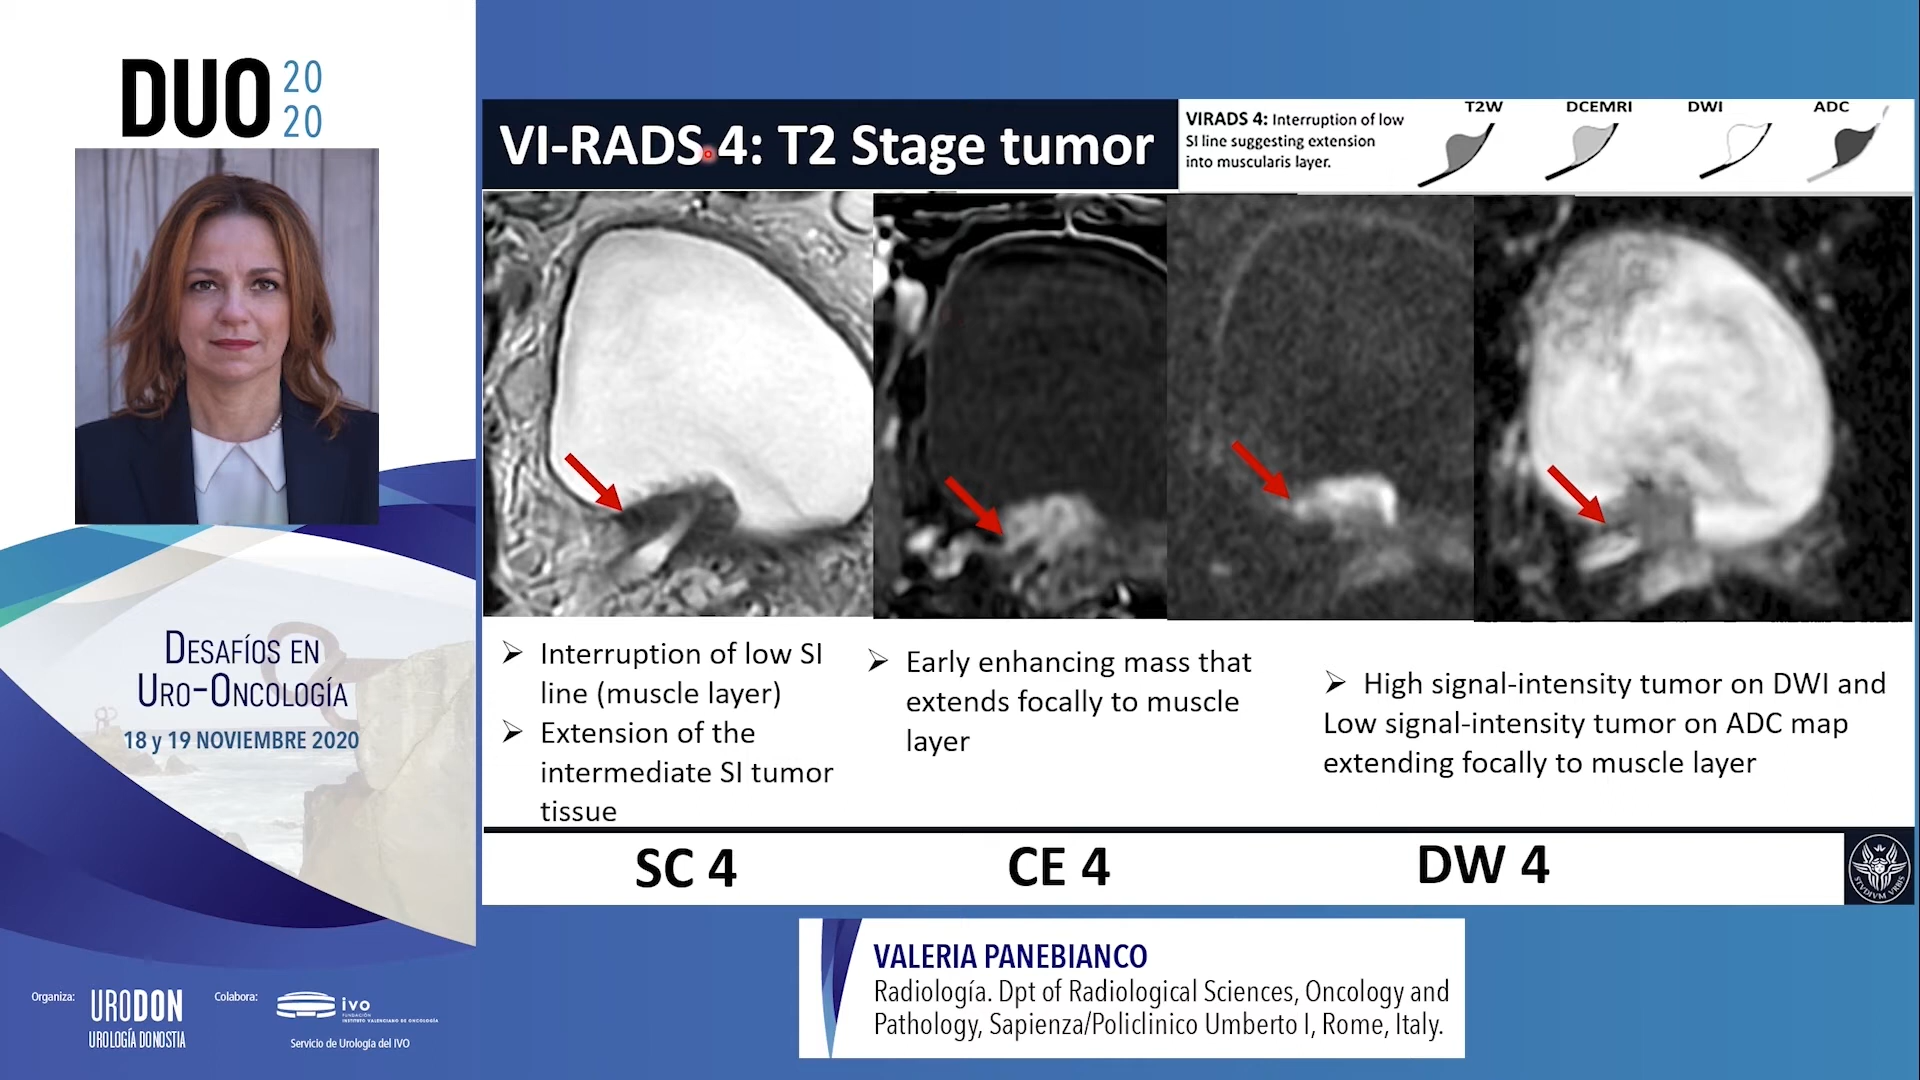 DUO 20
20
DESAFÍOS EN
URO-ONCOLOGÍA
18 y 19 NOVIEMBRE 2020
Organiza:
URODON
UROLOGÍA DONOSTIA
Colabora:
ivo
FUNDACIÓN
INSTITUTO VALENCIANO DE ONCOLOGÍA
Servicio de Urología del IVO
VI-RADS 4: T2 Stage tumor
VIRADS 4: Interruption of low
SI line suggesting extension
into muscularis layer.
T2W DCEMRI DWI ADC
➢ Interruption of low SI
line (muscle layer)
➢ Extension of the
intermediate SI tumor
tissue
➢ Early enhancing mass that
extends focally to muscle
layer
➢ High signal-intensity tumor on DWI and
Low signal-intensity tumor on ADC map
extending focally to muscle layer
SC 4 CE 4 DW 4
STVDIVM VRBIS
VALERIA PANEBIANCO
Radiología. Dpt of Radiological Sciences, Oncology and
Pathology, Sapienza/Policlinico Umberto I, Rome, Italy.